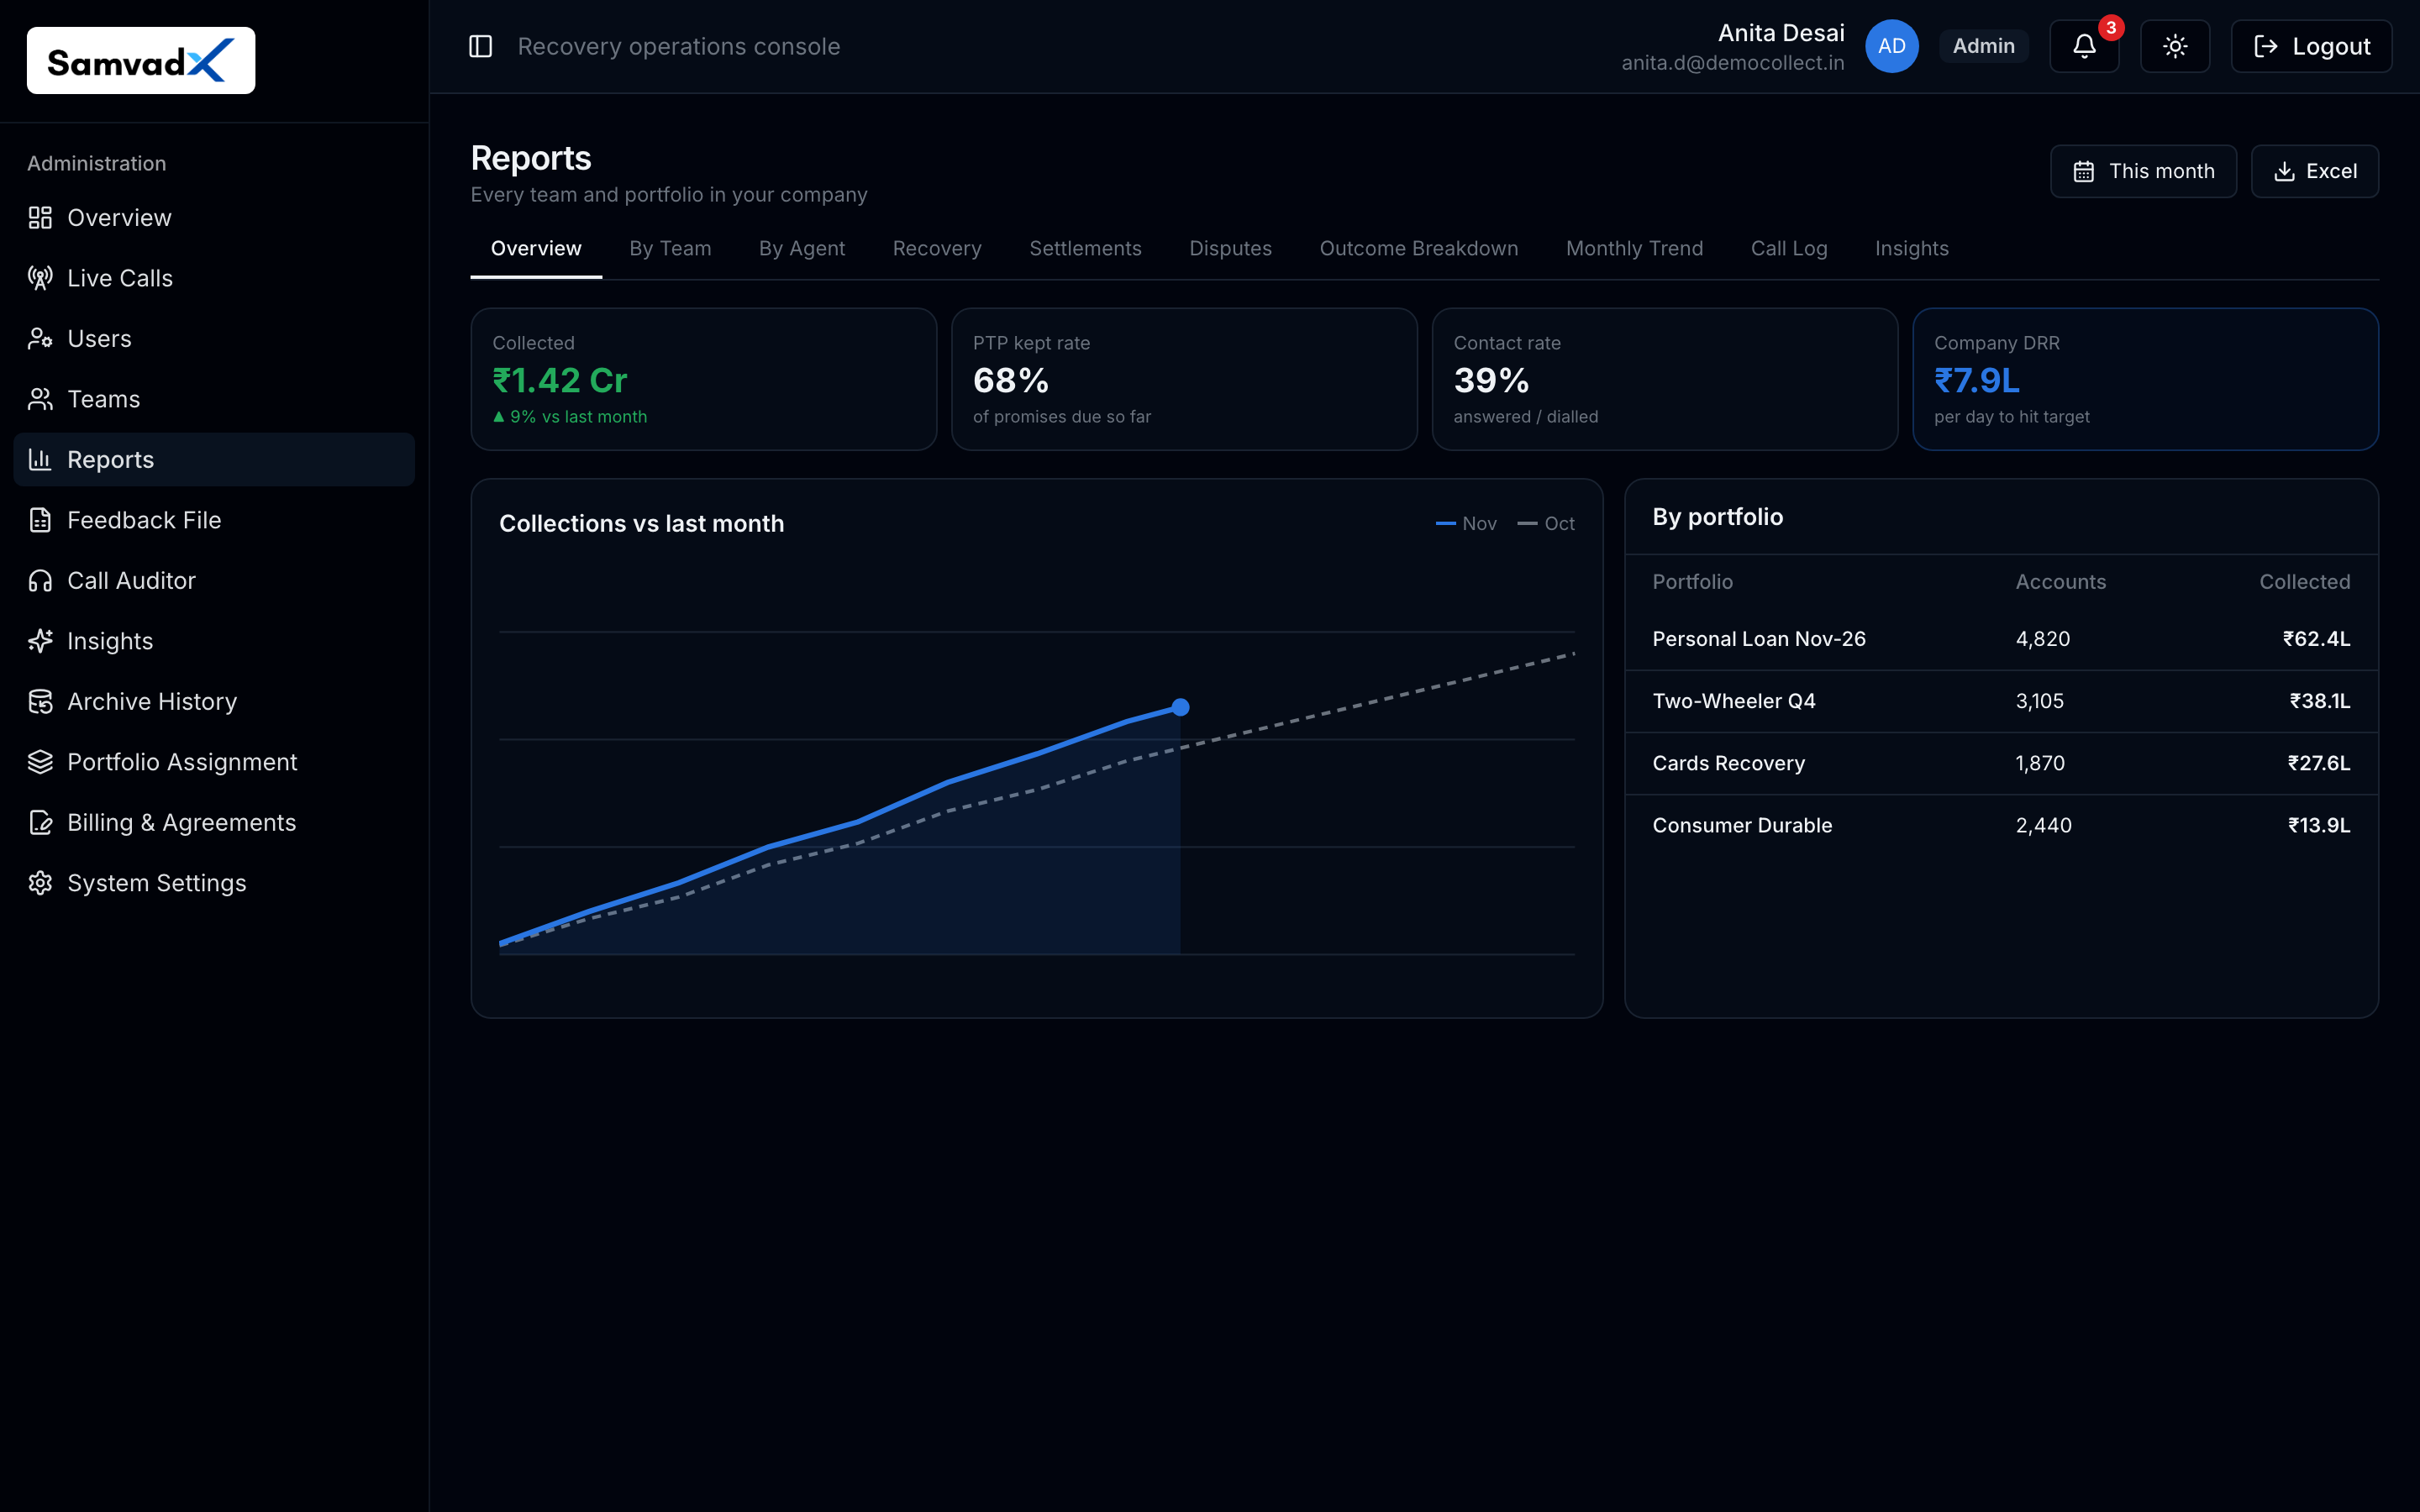 SamvadX
Recovery operations console
Anita Desai
anita.d@democollect.in
AD
Admin
3
Logout
Administration
Overview
Live Calls
Users
Teams
Reports
Feedback File
Call Auditor
Insights
Archive History
Portfolio Assignment
Billing & Agreements
System Settings
Reports
Every team and portfolio in your company
This month
Excel
Overview By Team By Agent Recovery Settlements Disputes Outcome Breakdown Monthly Trend Call Log Insights
Collected
₹1.42 Cr
▲ 9% vs last month
PTP kept rate
68%
of promises due so far
Contact rate
39%
answered / dialled
Company DRR
₹7.9L
per day to hit target
Collections vs last month
Nov Oct
By portfolio
Portfolio Accounts Collected
Personal Loan Nov-26 4,820 ₹62.4L
Two-Wheeler Q4 3,105 ₹38.1L
Cards Recovery 1,870 ₹27.6L
Consumer Durable 2,440 ₹13.9L